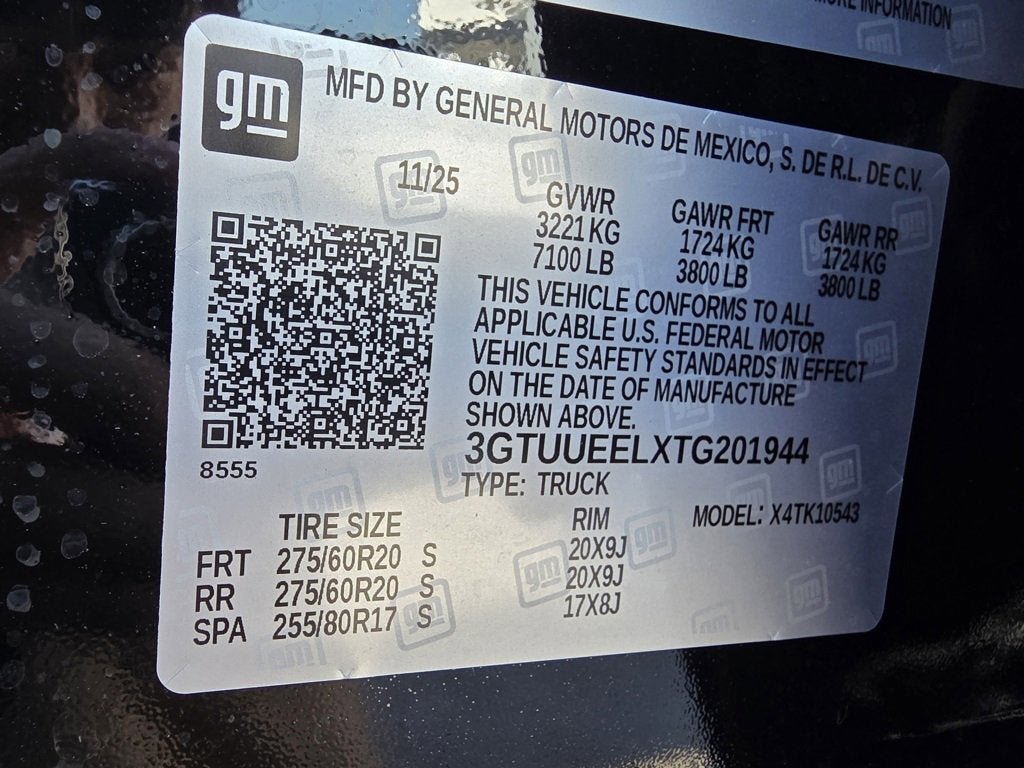 MORE INFORMATION
gm
MFD BY GENERAL MOTORS DE MEXICO, S. DE R.L. DE C.V.
11/25
GVWR GAWR FRT GAWR RR
3221 KG 1724 KG 1724 KG
7100 LB 3800 LB 3800 LB
THIS VEHICLE CONFORMS TO ALL
APPLICABLE U.S. FEDERAL MOTOR
VEHICLE SAFETY STANDARDS IN EFFECT
ON THE DATE OF MANUFACTURE
SHOWN ABOVE.
3GTUUEELXTG201944
8555
TYPE: TRUCK
MODEL: X4TK10543
TIRE SIZE RIM
FRT 275/60R20 S 20X9J
RR 275/60R20 S 20X9J
SPA 255/80R17 S 17X8J